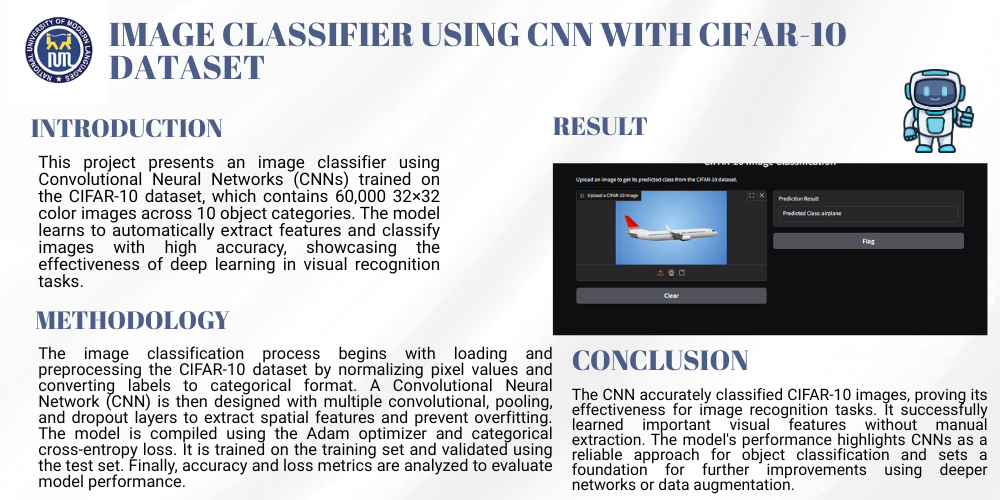 NATIONAL UNIVERSITY OF MODERN LANGUAGES
IMAGE CLASSIFIER USING CNN WITH CIFAR-10
DATASET
INTRODUCTION
This project presents an image classifier using
Convolutional Neural Networks (CNNs) trained on
the CIFAR-10 dataset, which contains 60,000 32×32
color images across 10 object categories. The model
learns to automatically extract features and classify
images with high accuracy, showcasing the
effectiveness of deep learning in visual recognition
tasks.
METHODOLOGY
The image classification process begins with loading and
preprocessing the CIFAR-10 dataset by normalizing pixel values and
converting labels to categorical format. A Convolutional Neural
Network (CNN) is then designed with multiple convolutional, pooling,
and dropout layers to extract spatial features and prevent overfitting.
The model is compiled using the Adam optimizer and categorical
cross-entropy loss. It is trained on the training set and validated using
the test set. Finally, accuracy and loss metrics are analyzed to evaluate
model performance.
RESULT
CIFAR-10 Image Classification
Upload an image to get its predicted class from the CIFAR-10 dataset.
Upload a CIFAR-10 Image
Prediction Result
Predicted Class: airplane
Flag
Clear
CONCLUSION
The CNN accurately classified CIFAR-10 images, proving its
effectiveness for image recognition tasks. It successfully
learned important visual features without manual
extraction. The model's performance highlights CNNs as a
reliable approach for object classification and sets a
foundation for further improvements using deeper
networks or data augmentation.